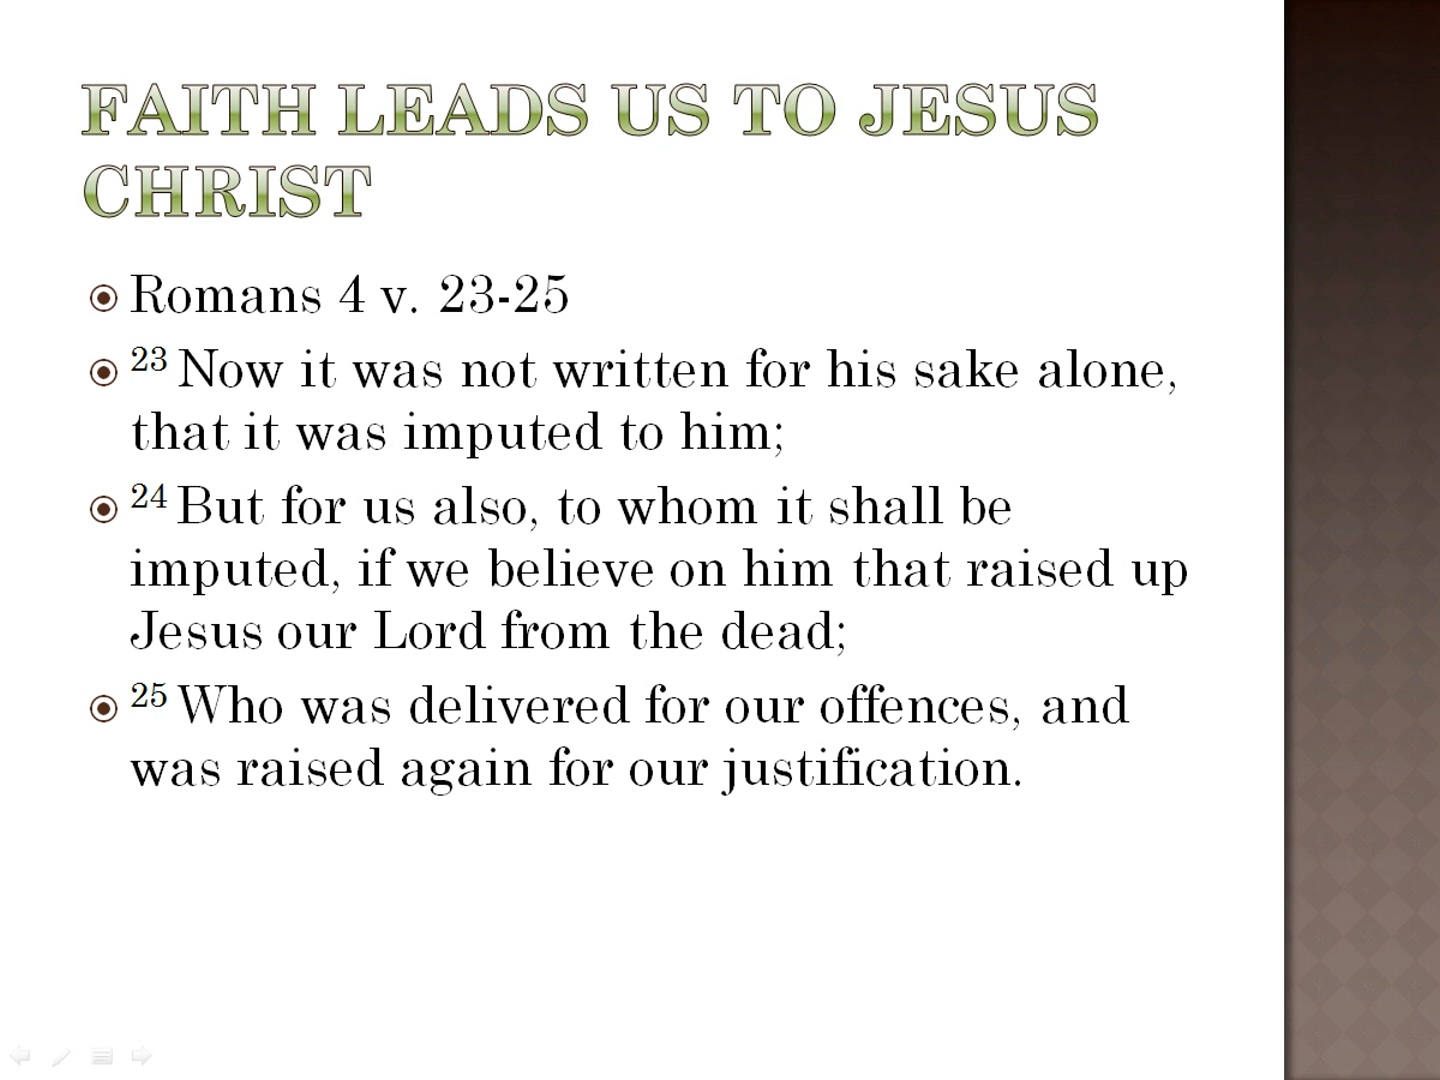 FAITH LEADS US TO JESUS
CHRIST
Romans 4 v. 23-25
23 Now it was not written for his sake alone,
that it was imputed to him;
24 But for us also, to whom it shall be
imputed, if we believe on him that raised up
Jesus our Lord from the dead;
25 Who was delivered for our offences, and
was raised again for our justification.